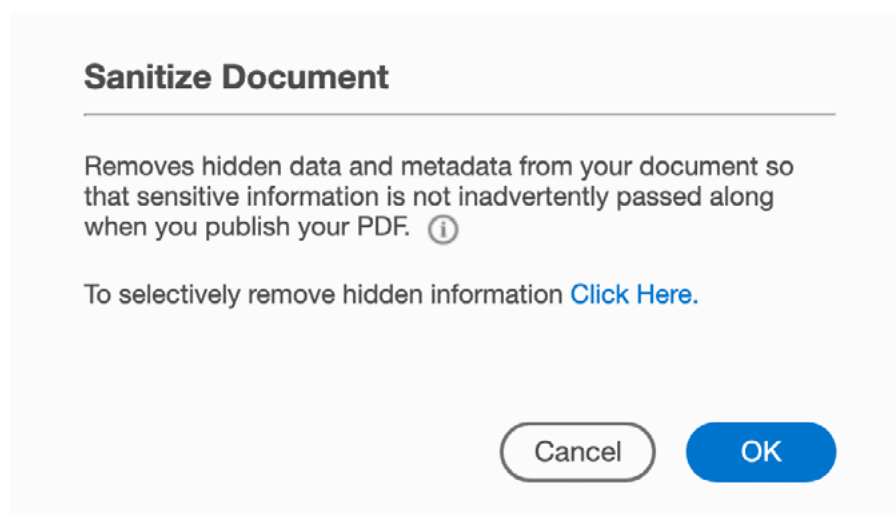 Sanitize Document
Removes hidden data and metadata from your document so
that sensitive information is not inadvertently passed along
when you publish your PDF. i
To selectively remove hidden information Click Here.
Cancel OK